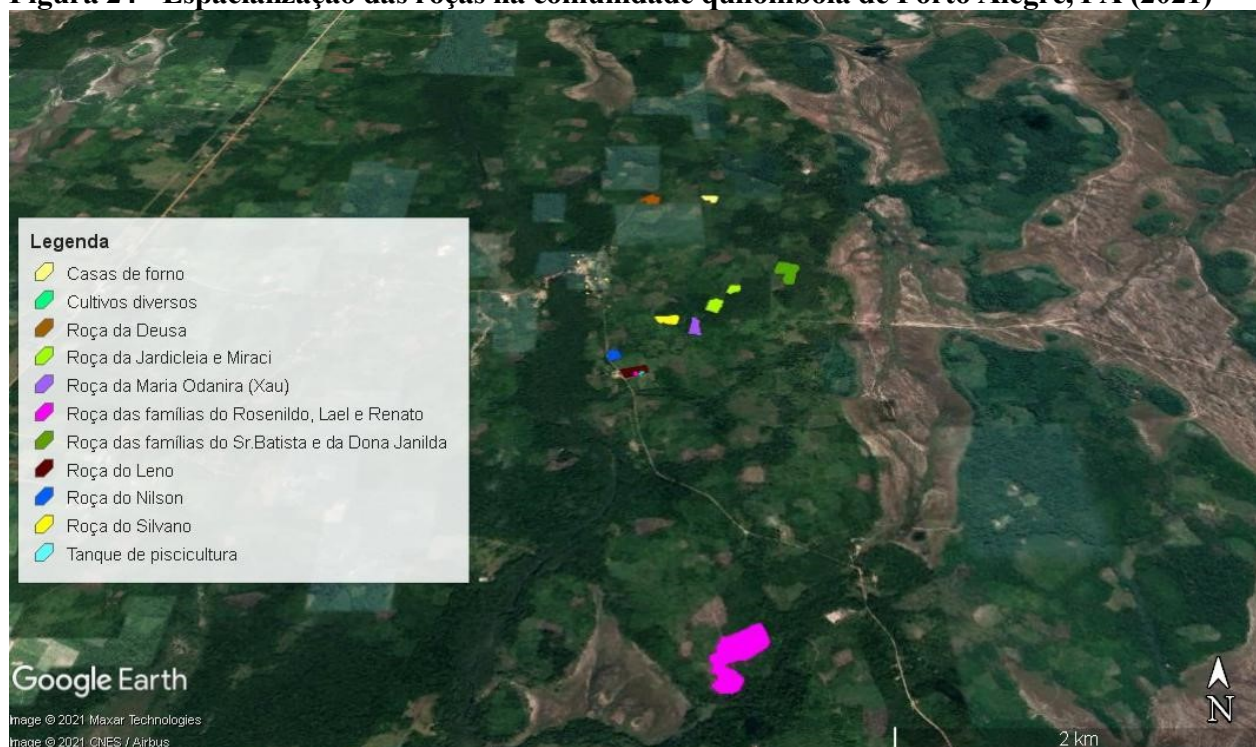 Figura 24 - Espacialização das roças na comunidade quilombola de Porto Alegre, PA (2021)
Legenda
Casas de forno
Cultivos diversos
Roça da Deusa
Roça da Jardicleia e Miraci
Roça da Maria Odanira (Xau)
Roça das famílias do Rosenildo, Lael e Renato
Roça das famílias do Sr.Batista e da Dona Janilda
Roça do Leno
Roça do Nilson
Roça do Silvano
Tanque de piscicultura
Google Earth
Image © 2021 Maxar Technologies
Image © 2021 CNES / Airbus
N
2 km